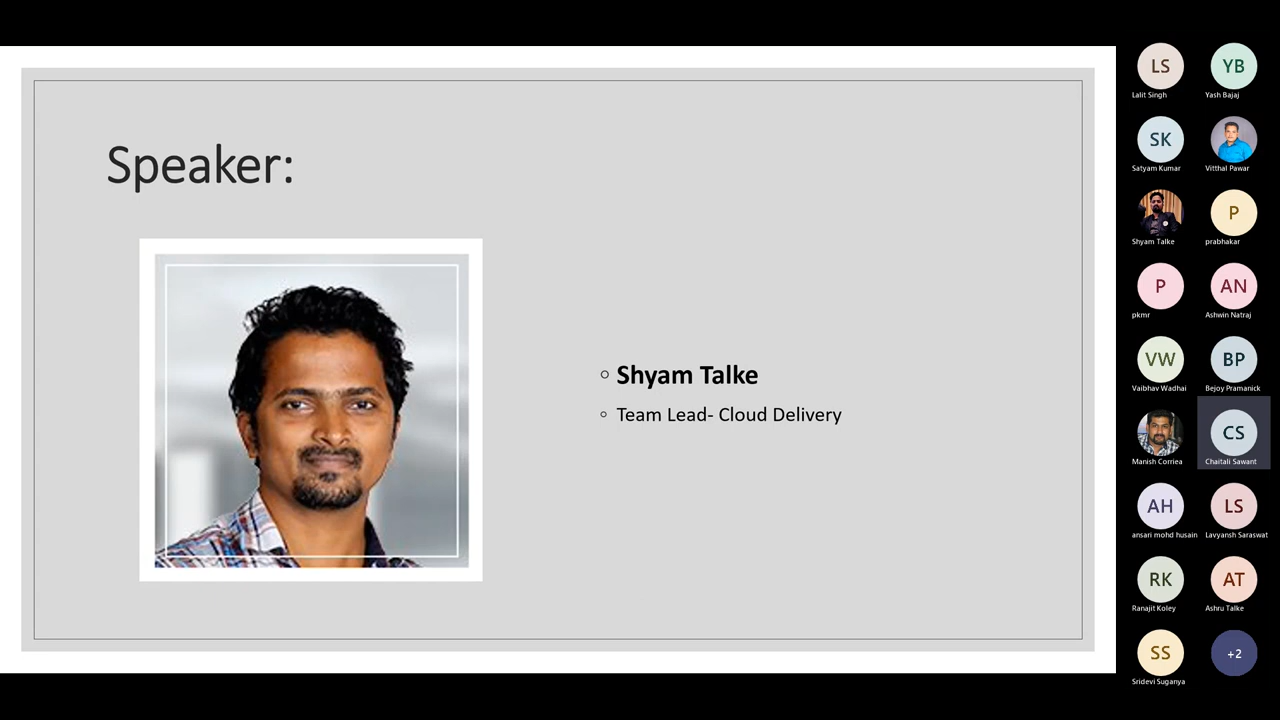 Speaker:
Shyam Talke
Team Lead- Cloud Delivery
LS
YB
Lalit Singh
Yash Bajaj
SK
Satyam Kumar
Vitthal Pawar
P
Shyam Talke
prabhakar
P
AN
pkmr
Ashwin Natraj
VW
BP
Vaibhav Wadhai
Bejoy Pramanick
CS
Manish Corriea
Chaitali Sawant
AH
LS
ansari mohd husain
Lavyansh Saraswat
RK
AT
Ranajit Koley
Ashru Talke
SS
+2
Sridevi Suganya